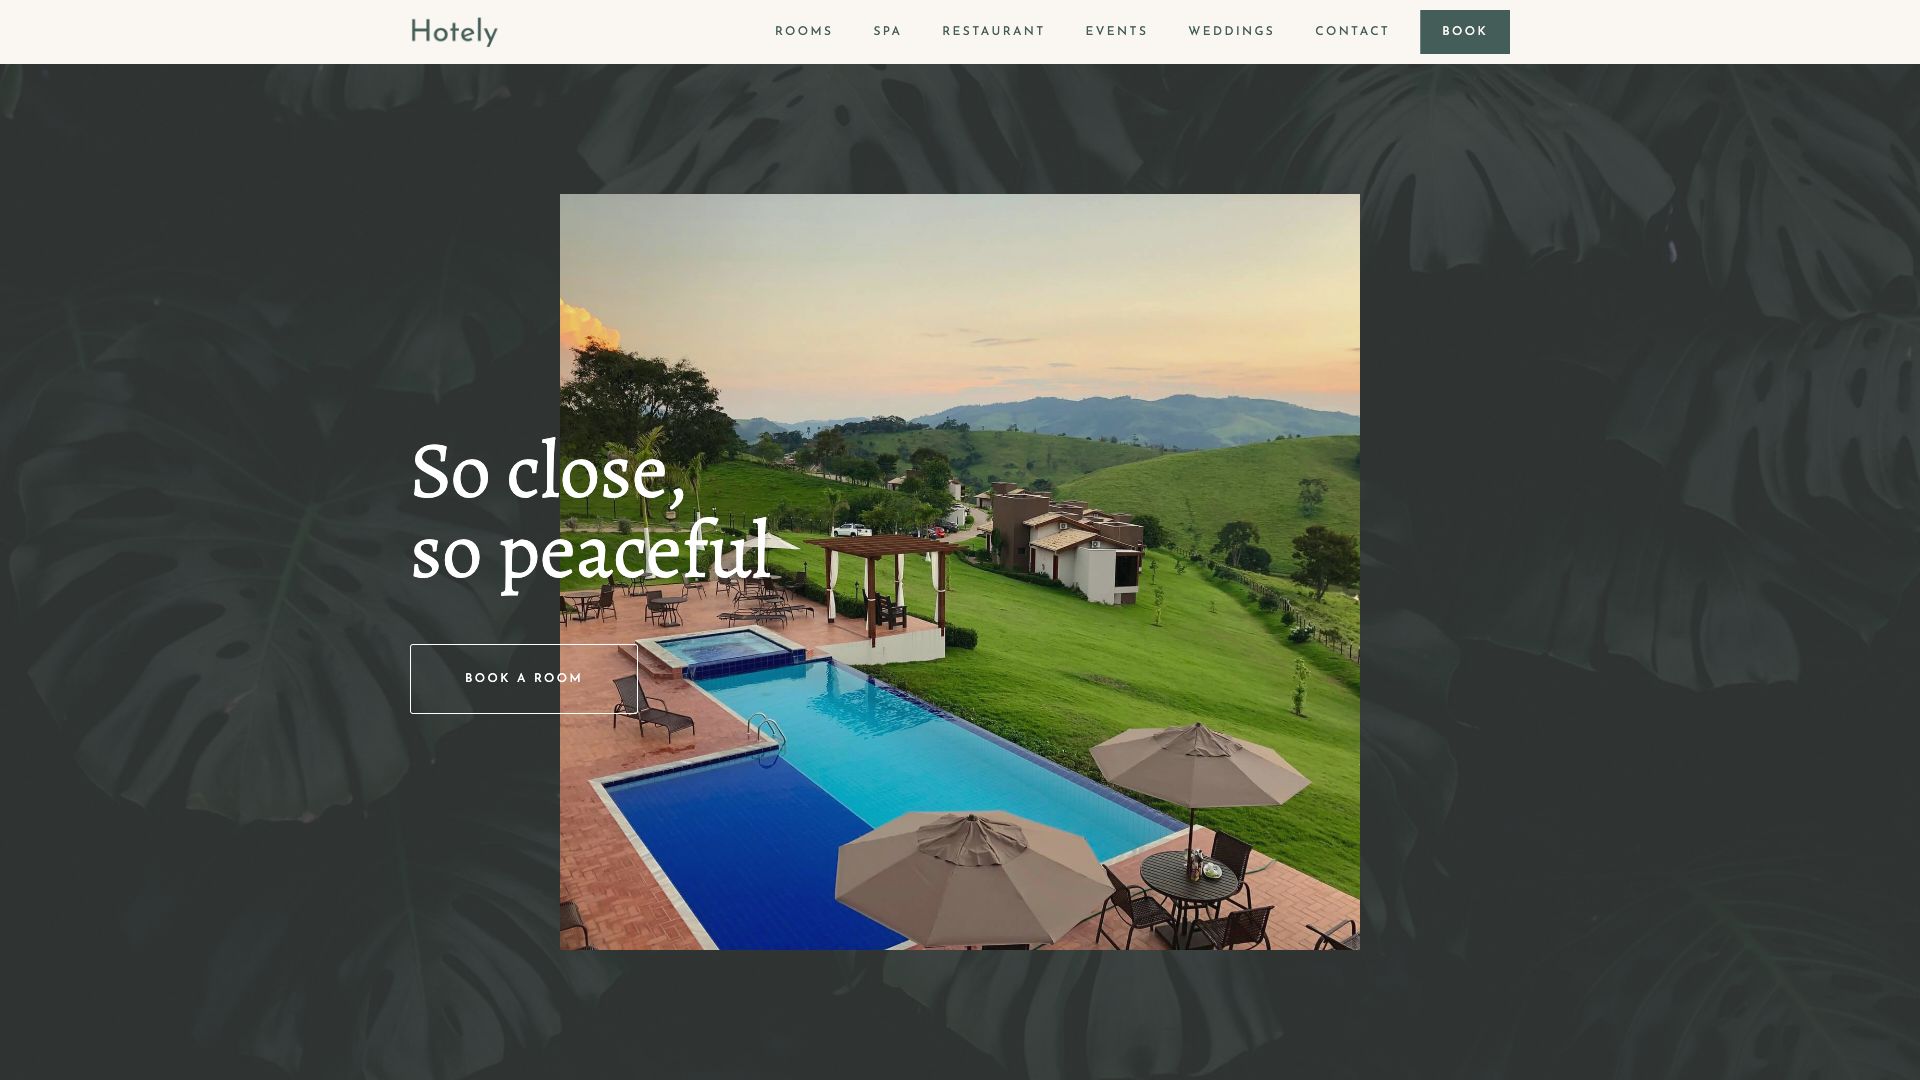 Hotely
ROOMS
SPA
RESTAURANT
EVENTS
WEDDINGS
CONTACT
BOOK
So close,
so peaceful
BOOK A ROOM